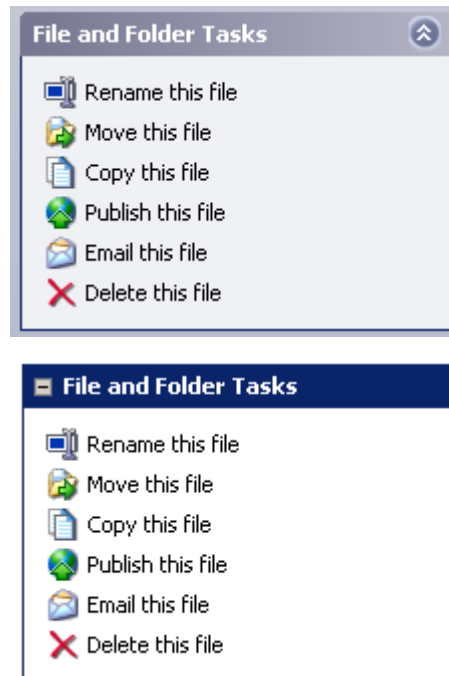 File and Folder Tasks
Rename this file
Move this file
Copy this file
Publish this file
Email this file
Delete this file
File and Folder Tasks
Rename this file
Move this file
Copy this file
Publish this file
Email this file
Delete this file